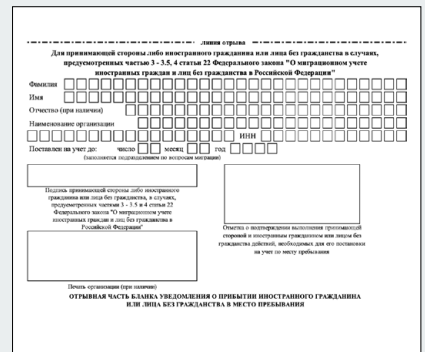 линия отрыва
Для принимающей стороны либо иностранного гражданина или лица без гражданства в случаях,
предусмотренных частью 3 - 3.5, 4 статьи 22 Федерального закона "О миграционном учете
иностранных граждан и лиц без гражданства в Российской Федерации"
Фамилия
Имя
Отчество (при наличии)
Наименование организации
ИНН
Поставлен на учет до: число месяц год
(заполняется подразделением по вопросам миграции)
Подпись принимающей стороны либо иностранного
гражданина или лица без гражданства, в случаях,
предусмотренных частями 3 - 3.5 и 4 статьи 22
Федерального закона "О миграционном учете
иностранных граждан и лиц без гражданства в
Российской Федерации"
Отметка о подтверждении выполнения принимающей
стороной и иностранным гражданином или лицом без
гражданства действий, необходимых для его постановки
на учет по месту пребывания
Печать организации (при наличии)
ОТРЫВНАЯ ЧАСТЬ БЛАНКА УВЕДОМЛЕНИЯ О ПРИБЫТИИ ИНОСТРАННОГО ГРАЖДАНИНА
ИЛИ ЛИЦА БЕЗ ГРАЖДАНСТВА В МЕСТО ПРЕБЫВАНИЯ